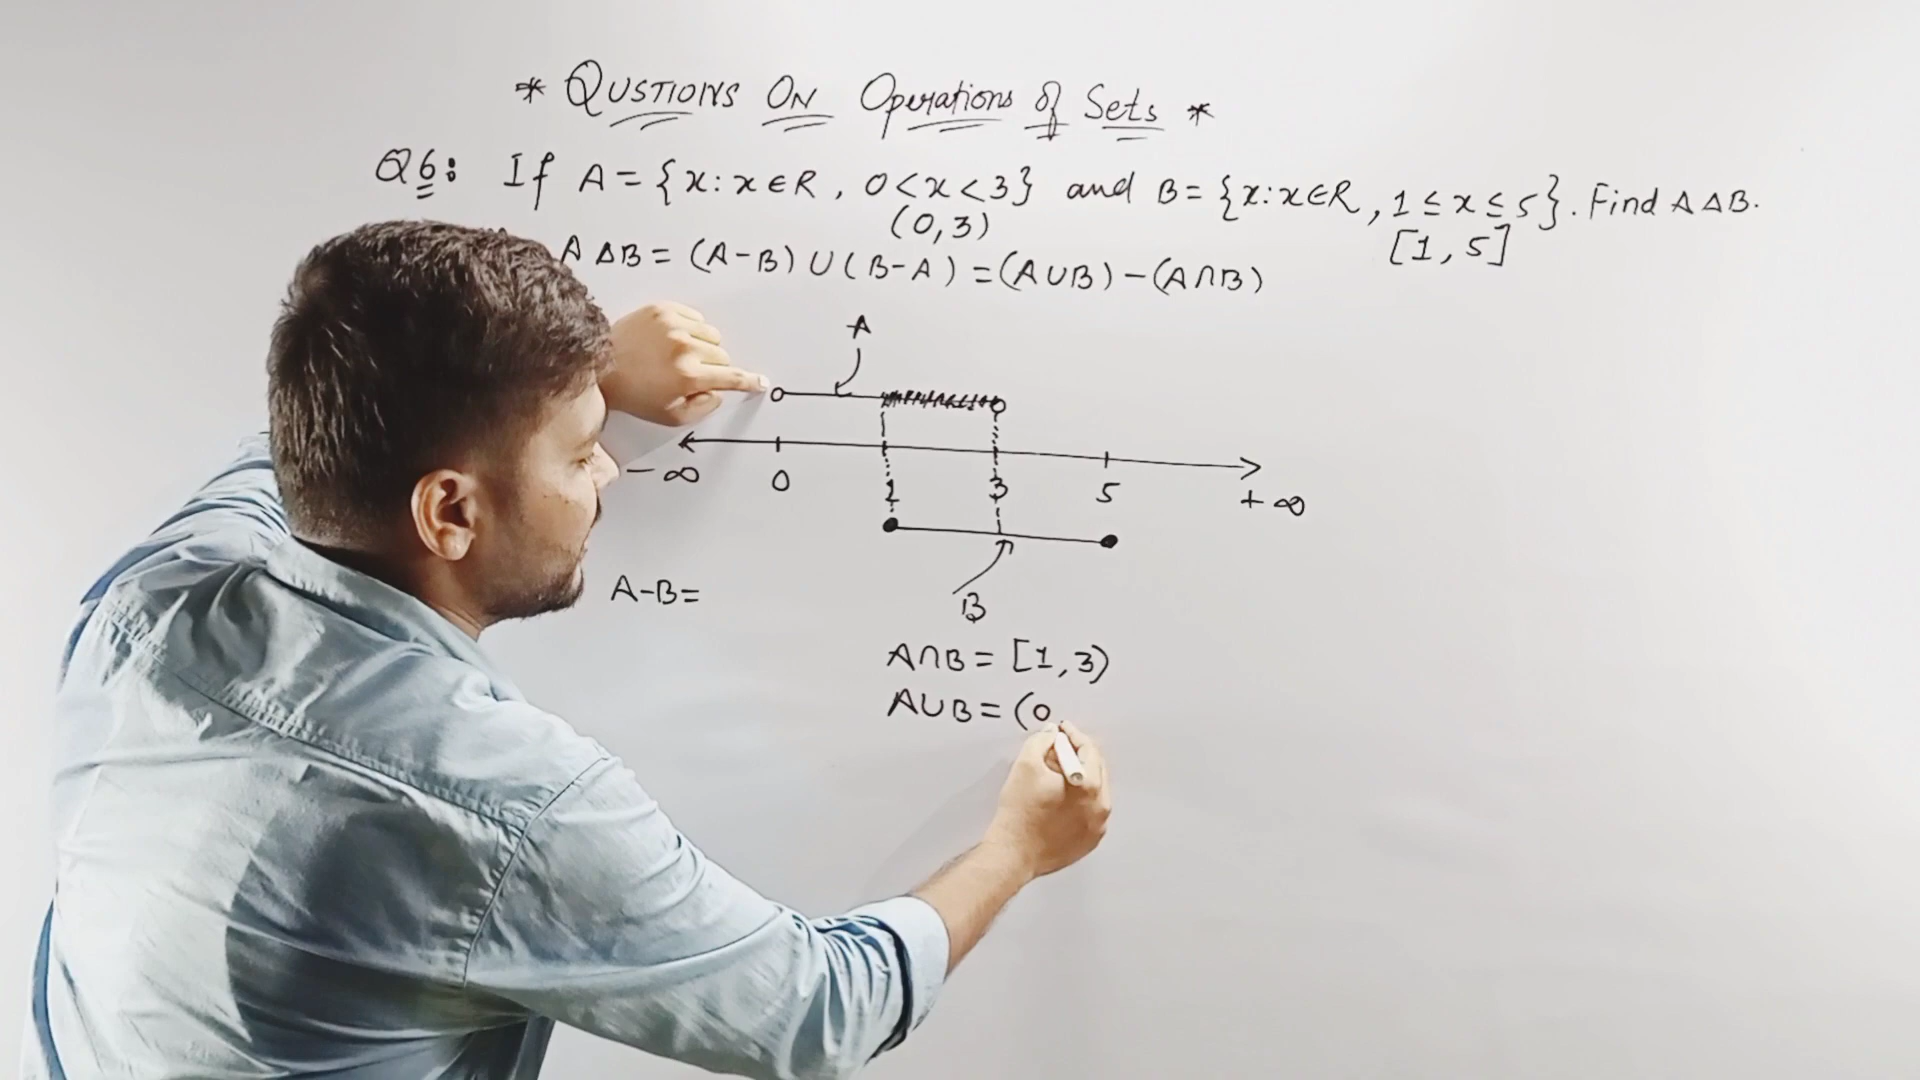 * QUSTIONS ON Operations of Sets *
Q6: If A = {x : x ∈ R , 0 < x < 3} and B = {x : x ∈ R , 1 ≤ x ≤ 5}. Find A Δ B.
(0, 3) [1, 5]
A Δ B = (A - B) ∪ (B - A) = (A ∪ B) - (A ∩ B)
A
- ∞ 0 1 3 5 + ∞
A - B =
B
A ∩ B = [1, 3)
A ∪ B = (0